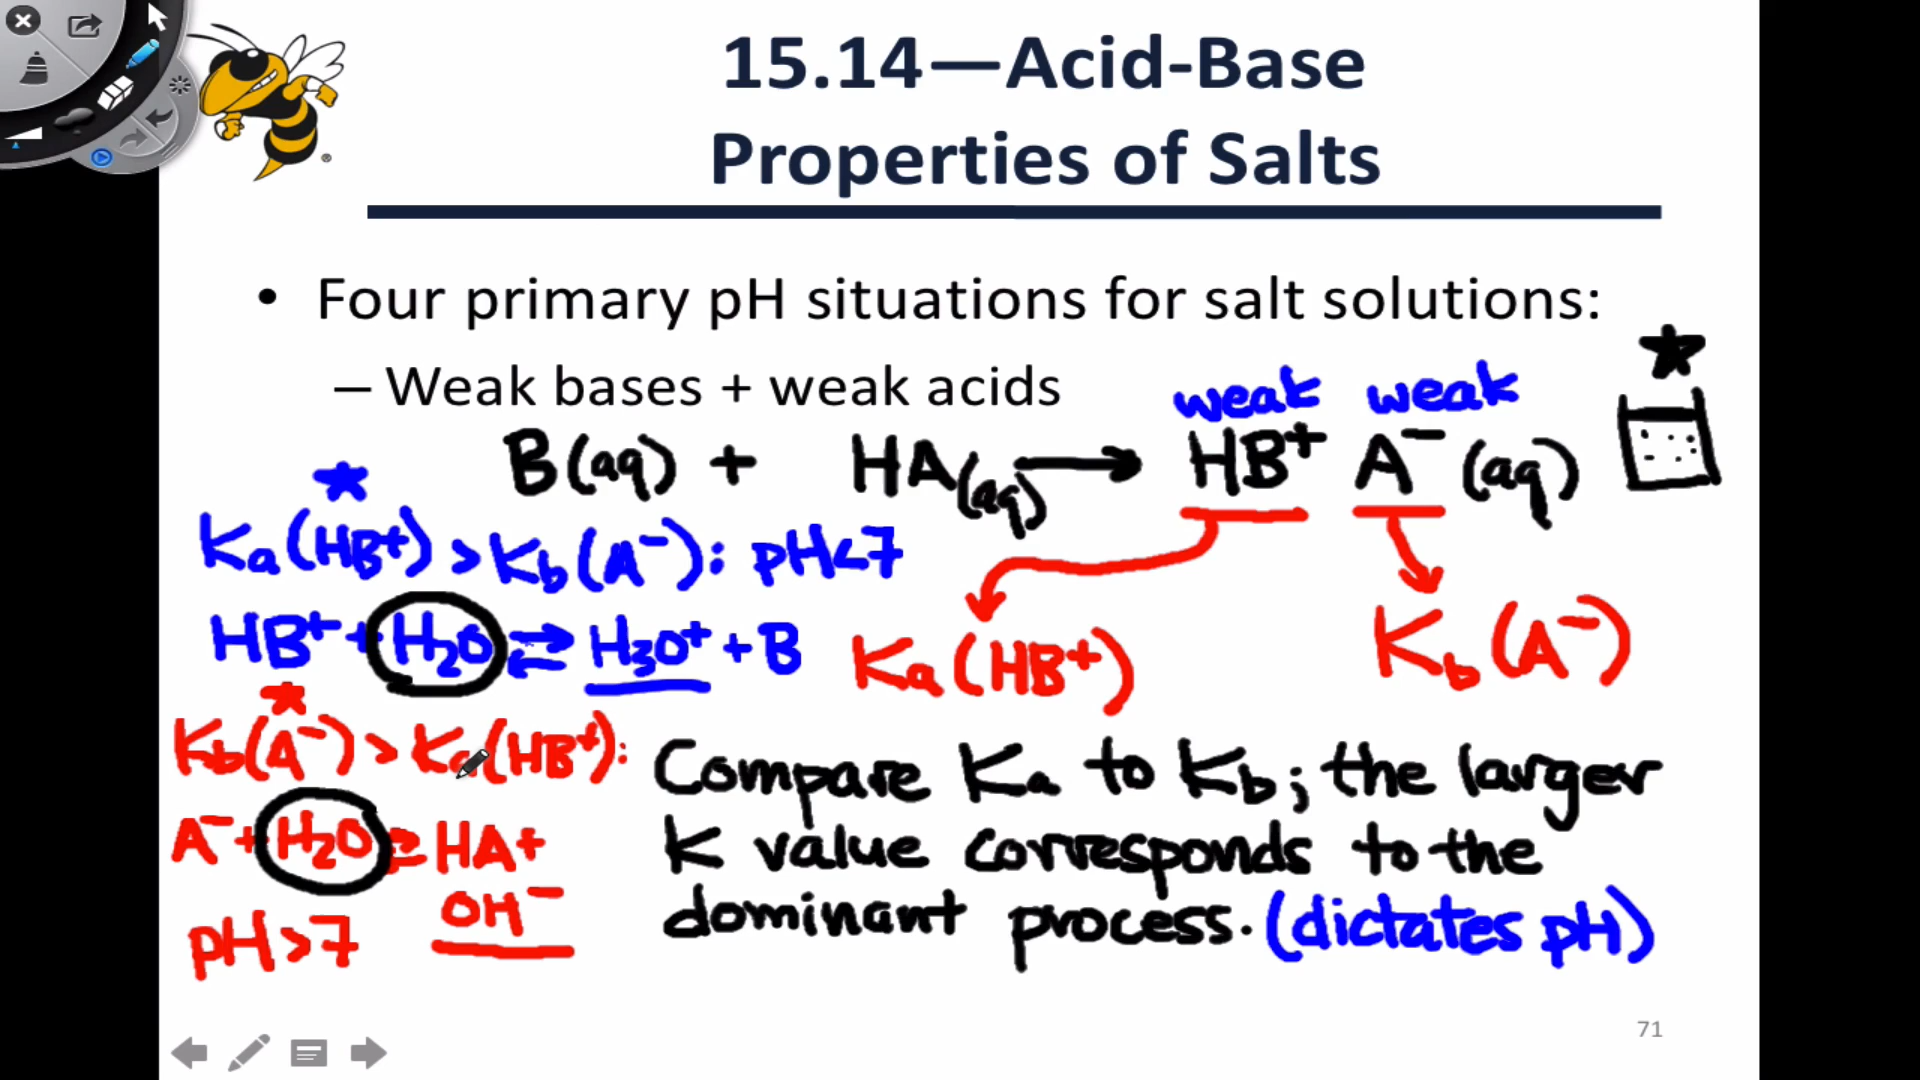 15.14—Acid-Base
Properties of Salts
• Four primary pH situations for salt solutions:
– Weak bases + weak acids
weak weak
B(aq) + HA(aq) → HB⁺ A⁻ (aq)
Ka(HB⁺) > Kb(A⁻): pH<7
HB⁺ + H₂O ⇌ H₃O⁺ + B
Ka(HB⁺) Kb(A⁻)
Kb(A⁻) > Ka(HB⁺):
A⁻ + H₂O ⇌ HA +
OH⁻
pH>7
Compare Ka to Kb; the larger
K value corresponds to the
dominant process. (dictates pH)
71
®